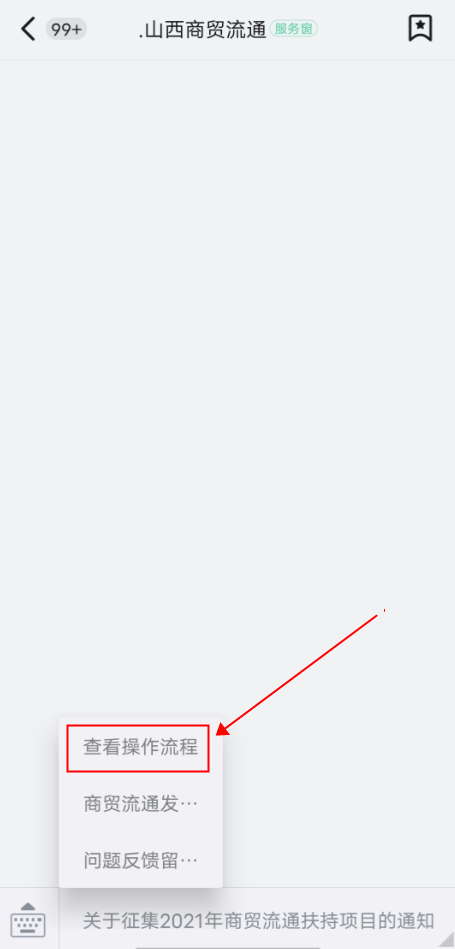 99+ .山西商贸流通 服务窗
查看操作流程
商贸流通发…
问题反馈留…
关于征集2021年商贸流通扶持项目的通知